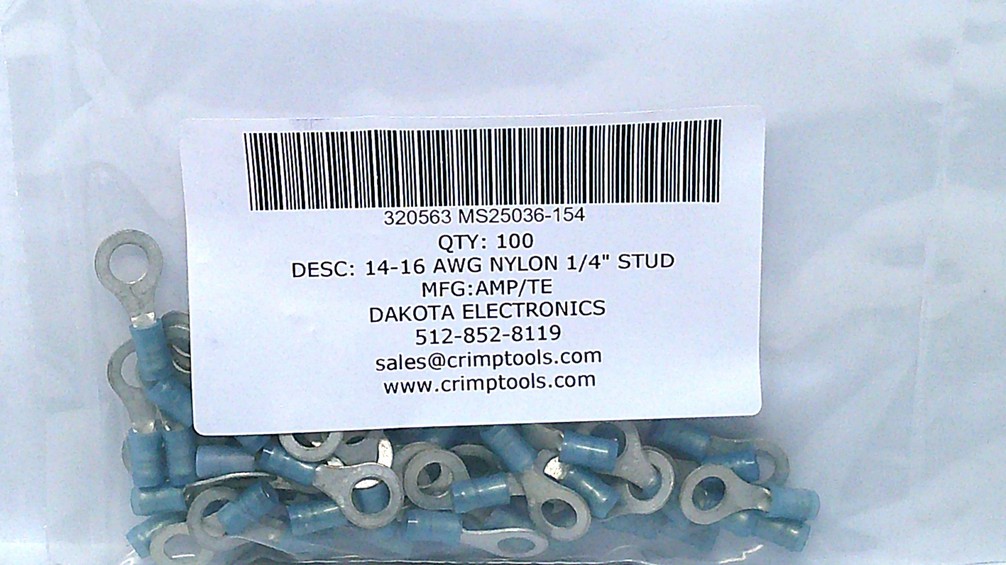 320563 MS25036-154
QTY: 100
DESC: 14-16 AWG NYLON 1/4" STUD
MFG:AMP/TE
DAKOTA ELECTRONICS
512-852-8119
sales@crimptools.com
www.crimptools.com